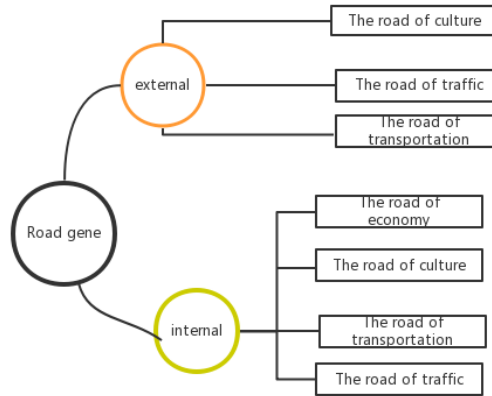 The road of culture
external
The road of traffic
The road of
transportation
Road gene
The road of
economy
The road of culture
internal
The road of
transportation
The road of traffic